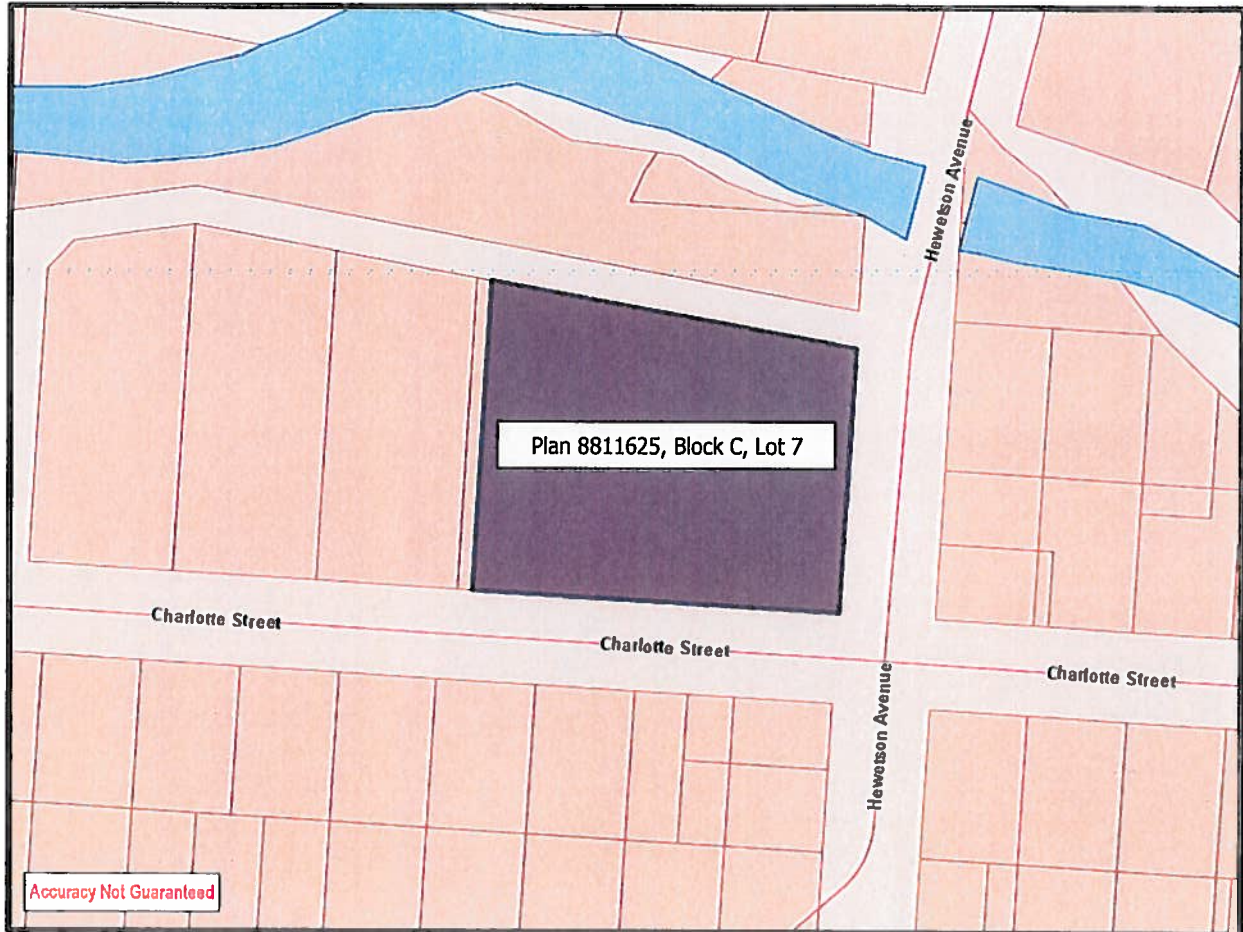 Hewetson Avenue
Plan 8811625, Block C, Lot 7
Charlotte Street
Charlotte Street
Charlotte Street
Hewetson Avenue
Accuracy Not Guaranteed